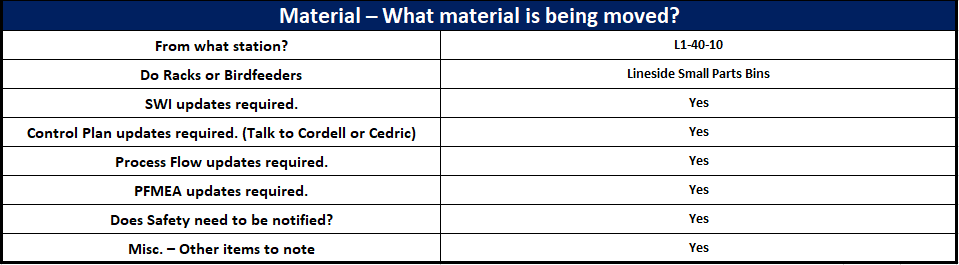 Material – What material is being moved?
From what station? L1-40-10
Do Racks or Birdfeeders Lineside Small Parts Bins
SWI updates required. Yes
Control Plan updates required. (Talk to Cordell or Cedric) Yes
Process Flow updates required. Yes
PFMEA updates required. Yes
Does Safety need to be notified? Yes
Misc. – Other items to note Yes